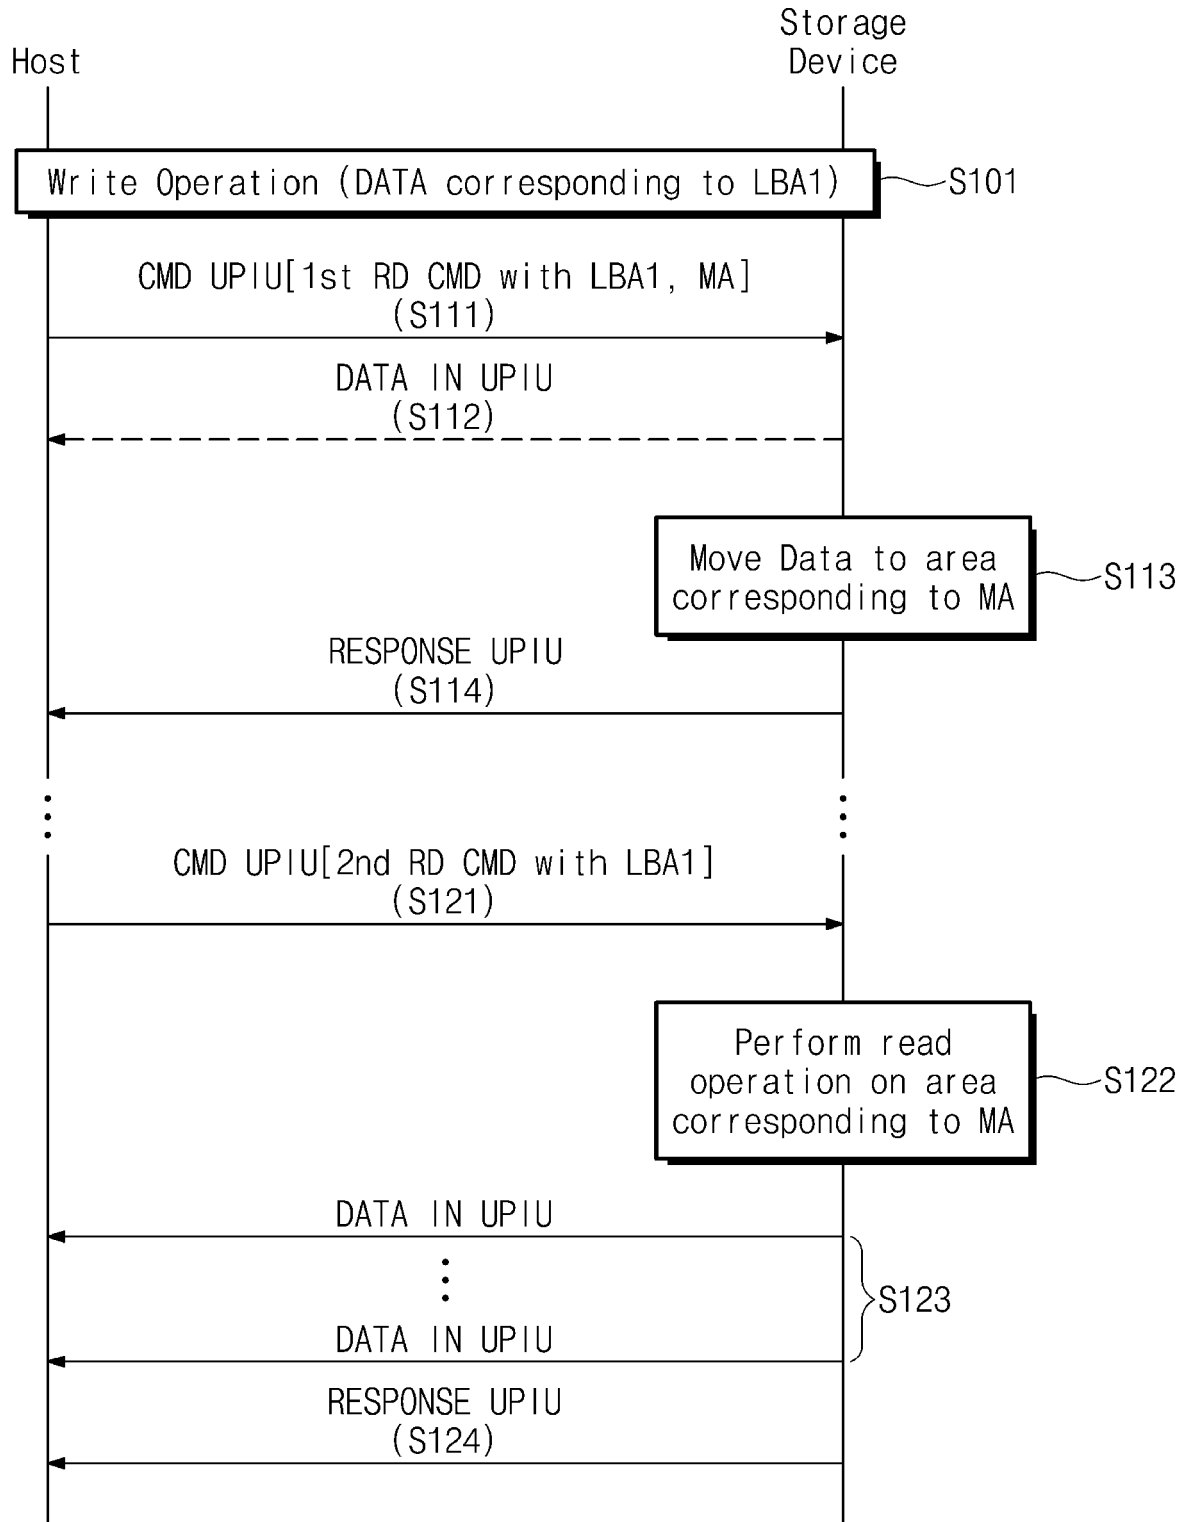 Storage
Host Device
Write Operation (DATA corresponding to LBA1) S101
CMD UPIU[1st RD CMD with LBA1, MA]
(S111)
DATA IN UPIU
(S112)
Move Data to area
corresponding to MA
S113
RESPONSE UPIU
(S114)
CMD UPIU[2nd RD CMD with LBA1]
(S121)
Perform read
operation on area
corresponding to MA
S122
DATA IN UPIU
S123
DATA IN UPIU
RESPONSE UPIU
(S124)